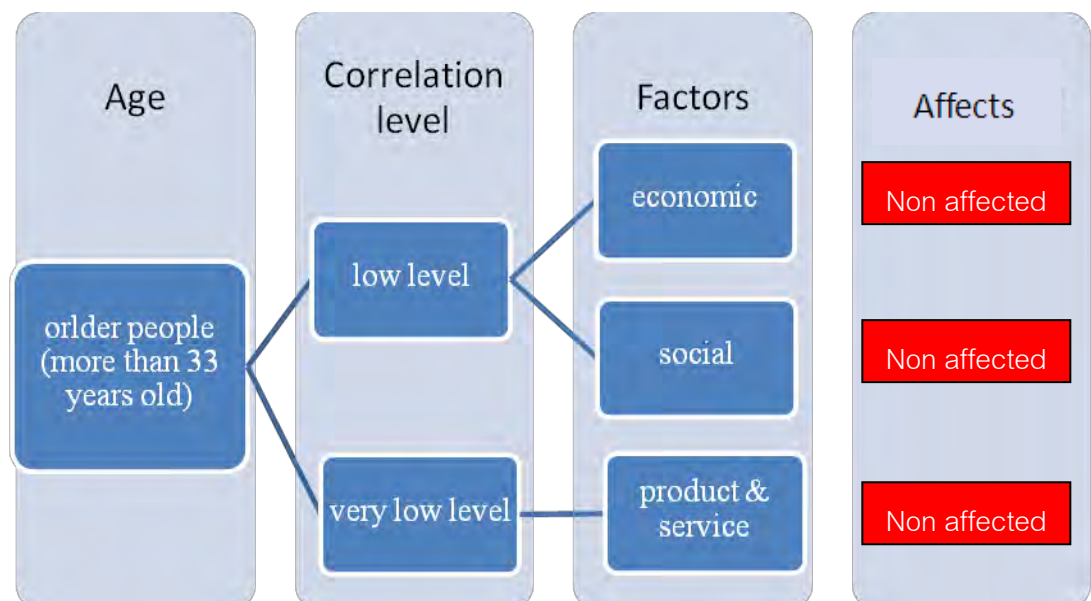 Age
Correlation
level
Factors
Affects
orlder people
(more than 33
years old)
low level
very low level
economic
social
product &
service
Non affected
Non affected
Non affected